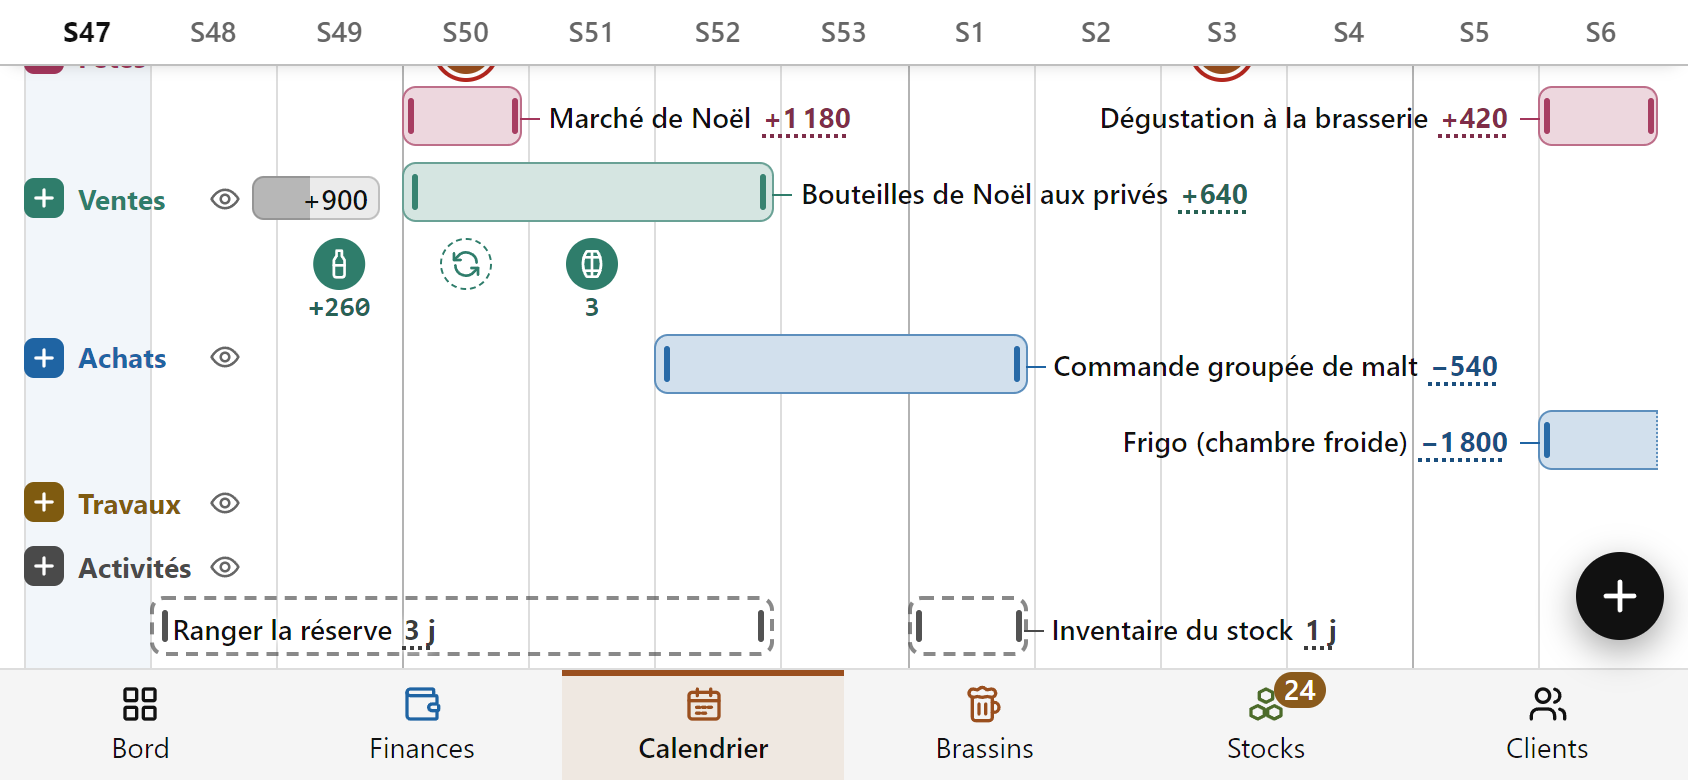 S47 S48 S49 S50 S51 S52 S53 S1 S2 S3 S4 S5 S6
Marché de Noël +1 180
Dégustation à la brasserie +420
Ventes
+900
Bouteilles de Noël aux privés +640
+260
3
Achats
Commande groupée de malt −540
Frigo (chambre froide) −1 800
Travaux
Activités
Ranger la réserve 3 j
Inventaire du stock 1 j
24
Bord Finances Calendrier Brassins Stocks Clients